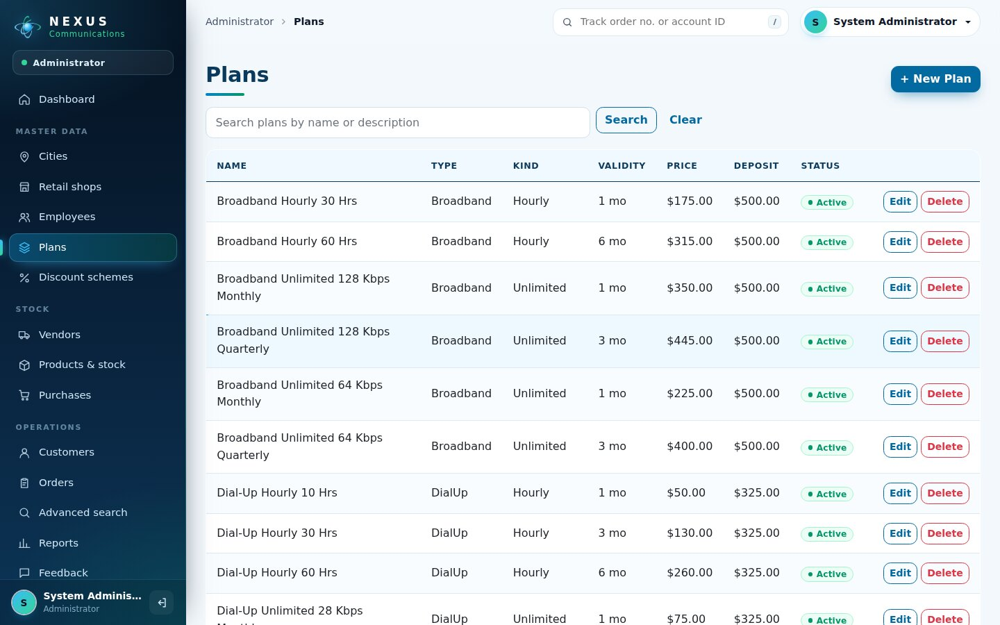 NEXUS
Communications
Administrator
Dashboard
MASTER DATA
Cities
Retail shops
Employees
Plans
Discount schemes
STOCK
Vendors
Products & stock
Purchases
OPERATIONS
Customers
Orders
Advanced search
Reports
Feedback
S System Adminis...
Administrator
Administrator > Plans
Track order no. or account ID /
S System Administrator
Plans
+ New Plan
Search plans by name or description Search Clear
NAME TYPE KIND VALIDITY PRICE DEPOSIT STATUS
Broadband Hourly 30 Hrs Broadband Hourly 1 mo $175.00 $500.00 Active Edit Delete
Broadband Hourly 60 Hrs Broadband Hourly 6 mo $315.00 $500.00 Active Edit Delete
Broadband Unlimited 128 Kbps
Monthly Broadband Unlimited 1 mo $350.00 $500.00 Active Edit Delete
Broadband Unlimited 128 Kbps
Quarterly Broadband Unlimited 3 mo $445.00 $500.00 Active Edit Delete
Broadband Unlimited 64 Kbps
Monthly Broadband Unlimited 1 mo $225.00 $500.00 Active Edit Delete
Broadband Unlimited 64 Kbps
Quarterly Broadband Unlimited 3 mo $400.00 $500.00 Active Edit Delete
Dial-Up Hourly 10 Hrs DialUp Hourly 1 mo $50.00 $325.00 Active Edit Delete
Dial-Up Hourly 30 Hrs DialUp Hourly 3 mo $130.00 $325.00 Active Edit Delete
Dial-Up Hourly 60 Hrs DialUp Hourly 6 mo $260.00 $325.00 Active Edit Delete
Dial-Up Unlimited 28 Kbps DialUp Unlimited 1 mo $75.00 $325.00 Active Edit Delete